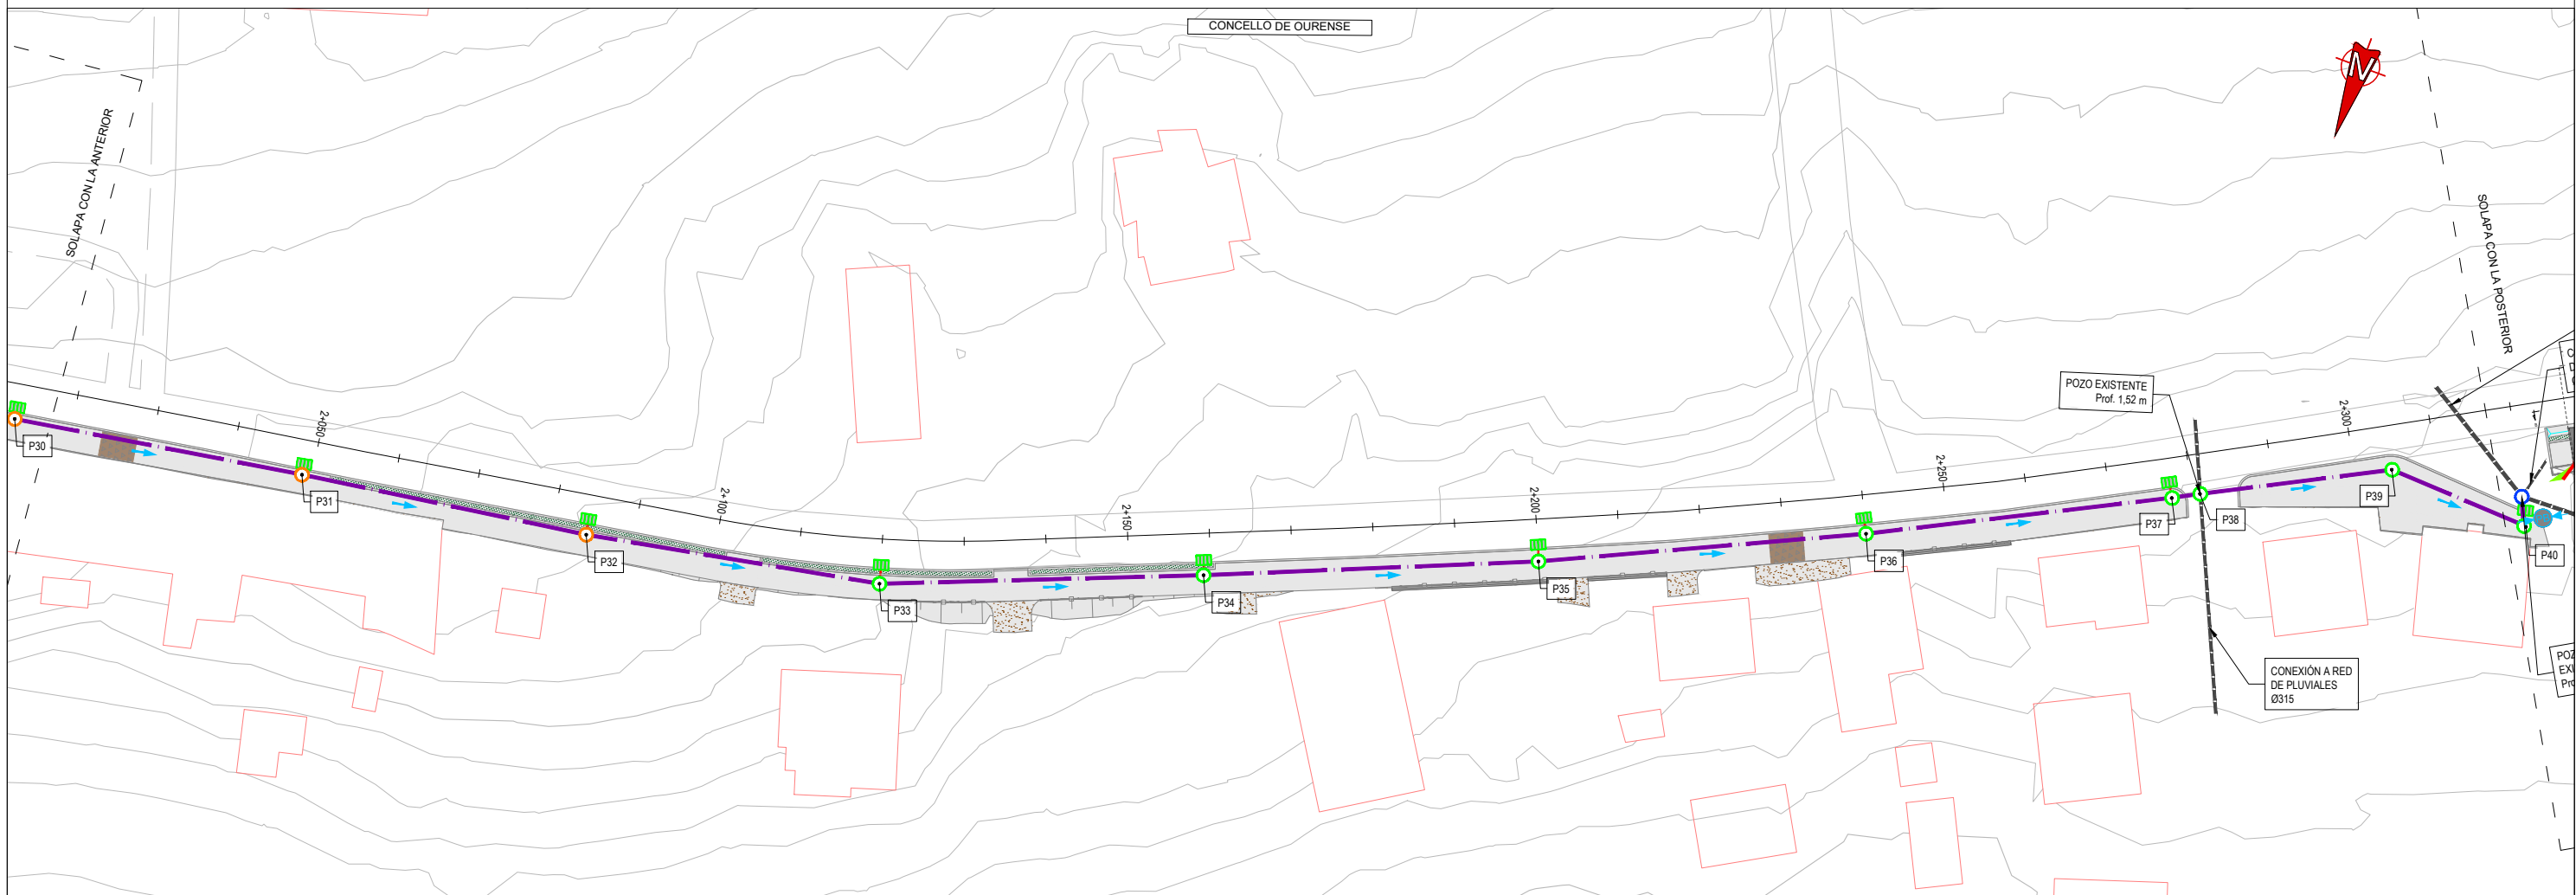 CONCELLO DE OURENSE
N
SOLAPA CON LA ANTERIOR
SOLAPA CON LA POSTERIOR
2+050
2+100
2+150
2+200
2+250
2+300
POZO EXISTENTE
Prof. 1,52 m
P30
P31
P32
P33
P34
P35
P36
P37
P38
P39
P40
CONEXIÓN A RED
DE PLUVIALES
Ø315